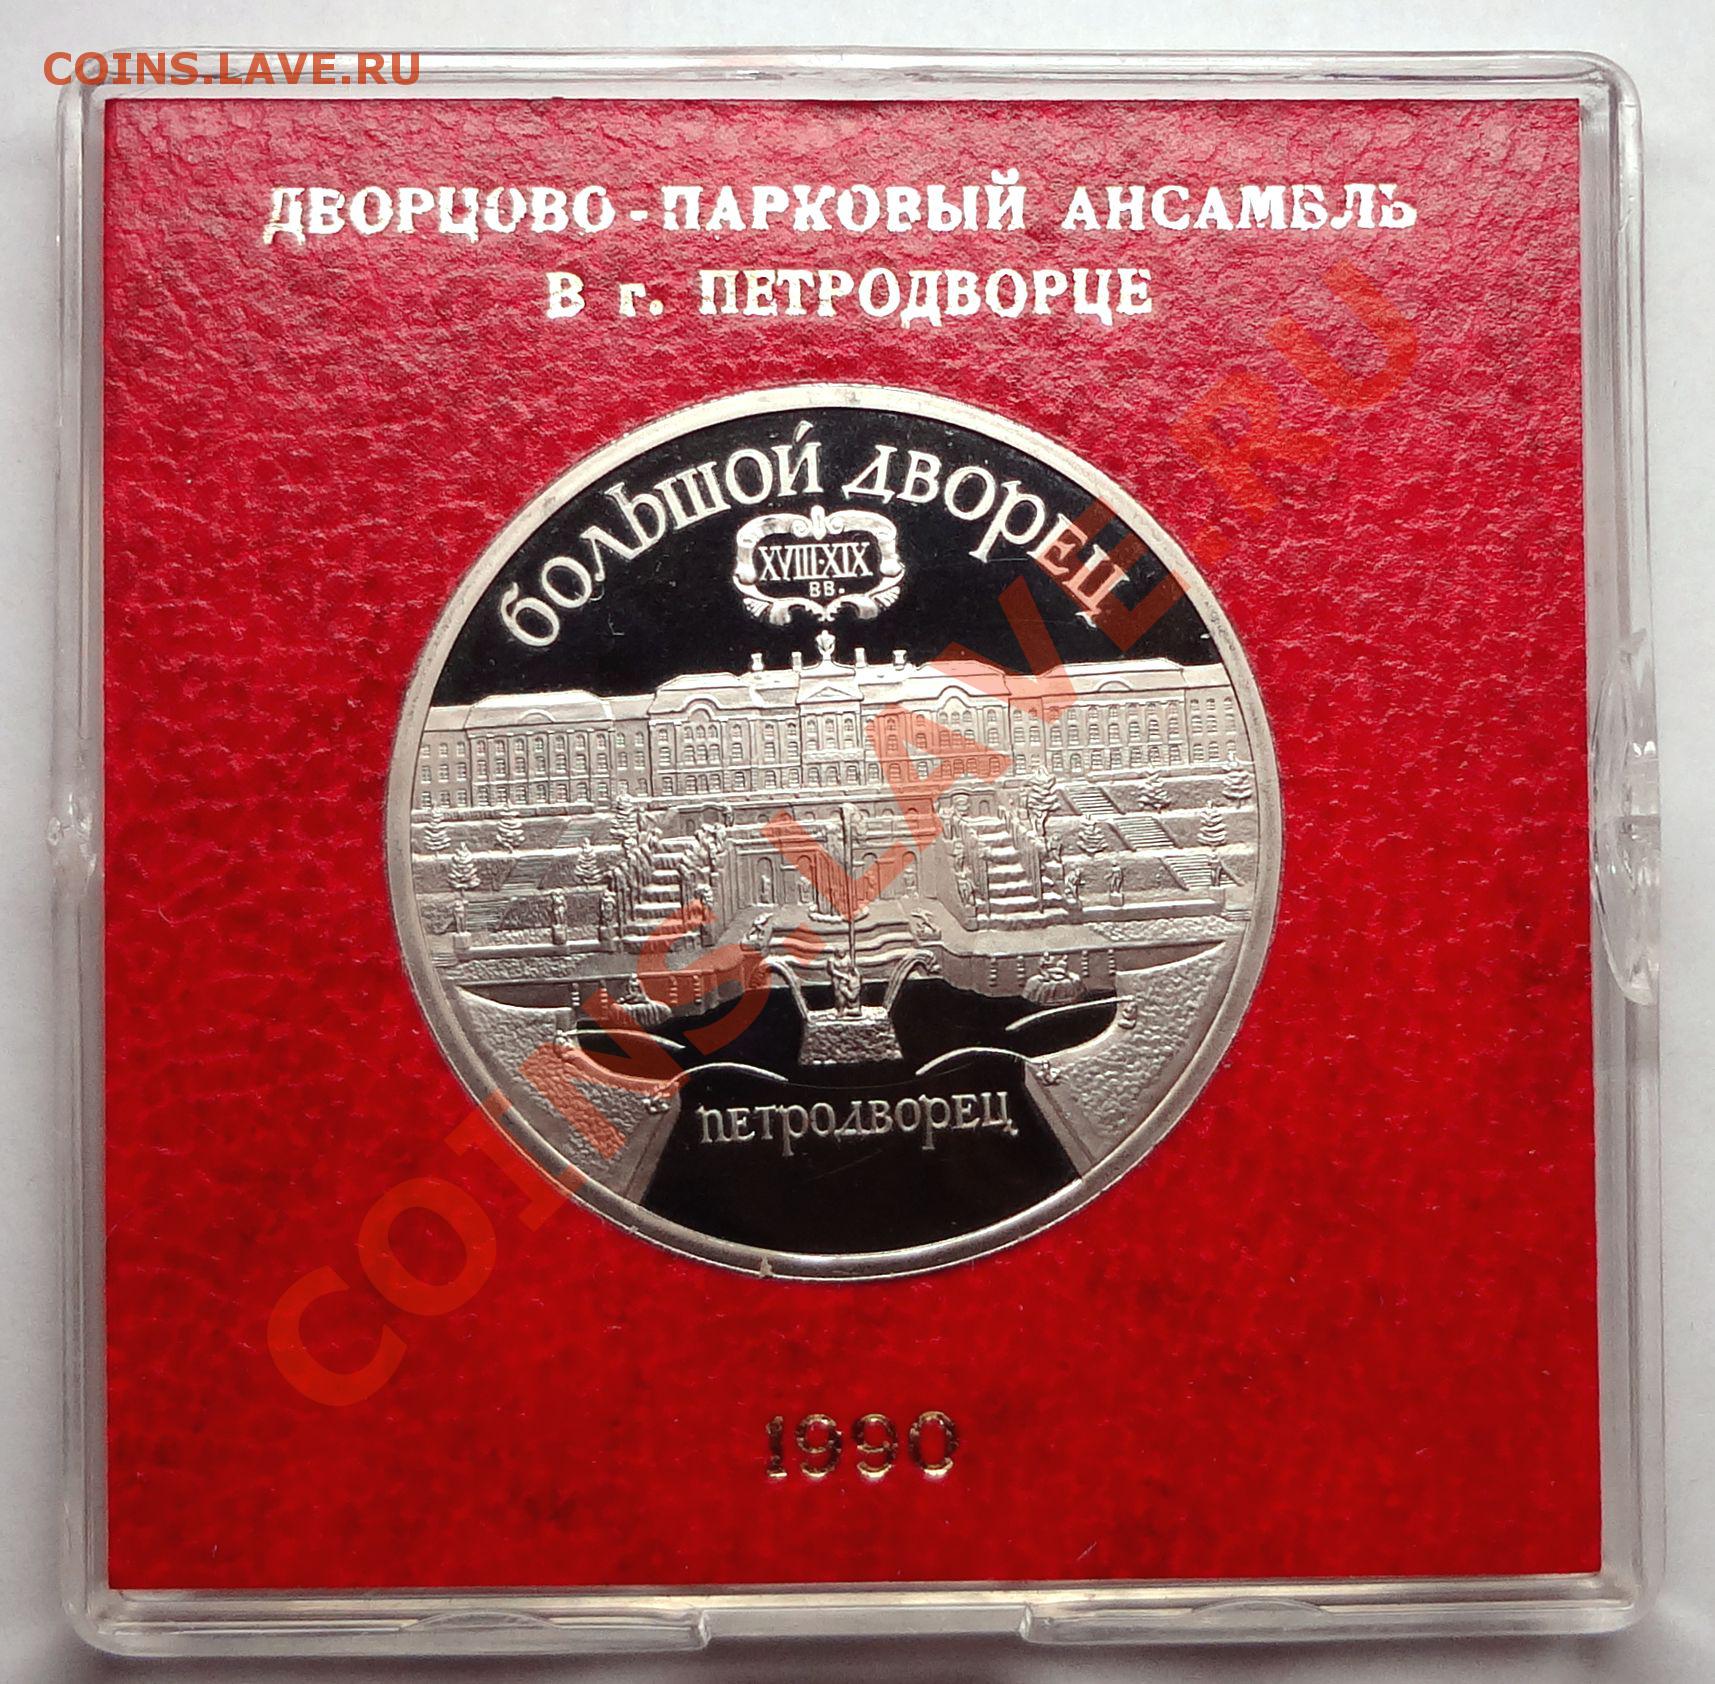 COINS.LAVE.RU
ДВОРЦОВО - ПАРКОВЫЙ АНСАМБЛЬ
В г. ПЕТРОДВОРЦЕ
БОЛЬШОЙ ДВОРЕЦ
XVIII·XIX
ВВ.
ПЕТРОДВОРЕЦ
1990
COINS.LAVE.RU